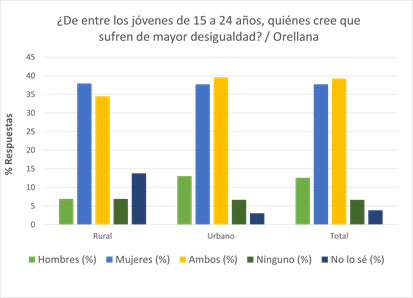 ¿De entre los jóvenes de 15 a 24 años, quiénes cree que
sufren de mayor desigualdad? / Orellana
% Respuestas
45
40
35
30
25
20
15
10
5
0
Rural
Urbano
Total
Hombres (%)
Mujeres (%)
Ambos (%)
Ninguno (%)
No lo sé (%)